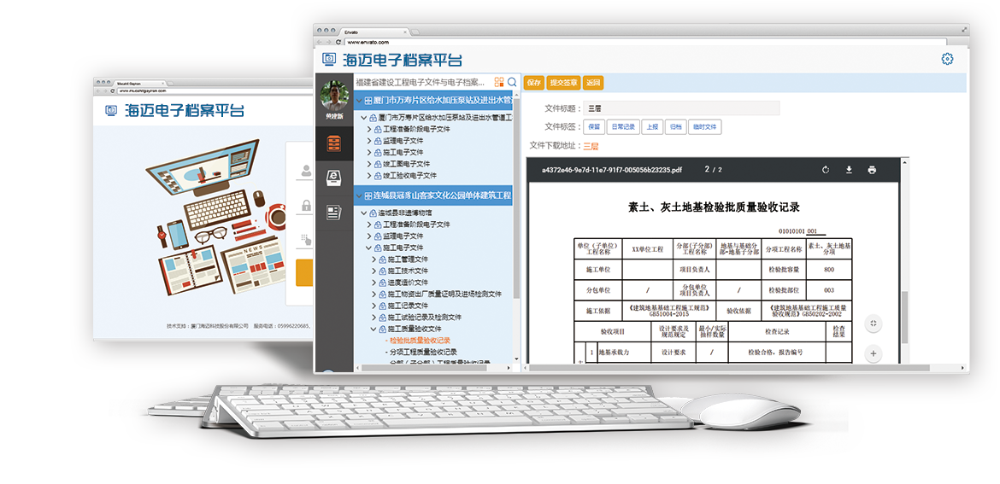 Envato
www.envato.com
海迈电子档案平台
www.mucahitgayiran.com
海迈电子档案平台
NEWS
技术支持:厦门海迈科技股份有限公司 服务电话:05996220685,
黄建新
福建省建设工程电子文件与电子档案...
厦门市万寿片区给水加压泵站及进出水管道
厦门市万寿片区给水加压泵站及进出水管道工
工程准备阶段电子文件
监理电子文件
施工电子文件
竣工图电子文件
竣工验收电子文件
连城县冠豸山客家文化公园单体建筑工程
连城县非遗博物馆
工程准备阶段电子文件
监理电子文件
施工电子文件
施工管理文件
施工技术文件
进度造价文件
施工物资出厂质量证明及进场检测文件
施工记录文件
施工试验记录及检测文件
施工质量验收文件
- 检验批质量验收记录
- 分项工程质量验收记录
- 分部(子分部)工程质量验收记录
保存 提交签章 返回
文件标题: 三层
文件标签: 保留 日常记录 上报 归档 临时文件
文件下载地址:三层
a4372e46-9e7d-11e7-91f7-005056b23235.pdf 2 / 2
素土、灰土地基检验批质量验收记录
01010101 001
单位(子单位)工程名称 XX单位工程 分部(子分部)工程名称 地基与基础分部-地基子分部 分项工程名称 素土、灰土地基分项
施工单位 项目负责人 检验批容量 800
分包单位 / 分包单位项目负责人 / 检验批部位 003
施工依据 《建筑地基基础工程施工规范》GB51004-2015 验收依据 《建筑地基基础工程施工质量验收规范》GB50202-2002
验收项目 设计要求及规范规定 最小/实际抽样数量 检查记录 检查结果
1 地基承载力 设计要求 / 检验合格,报告编号
主